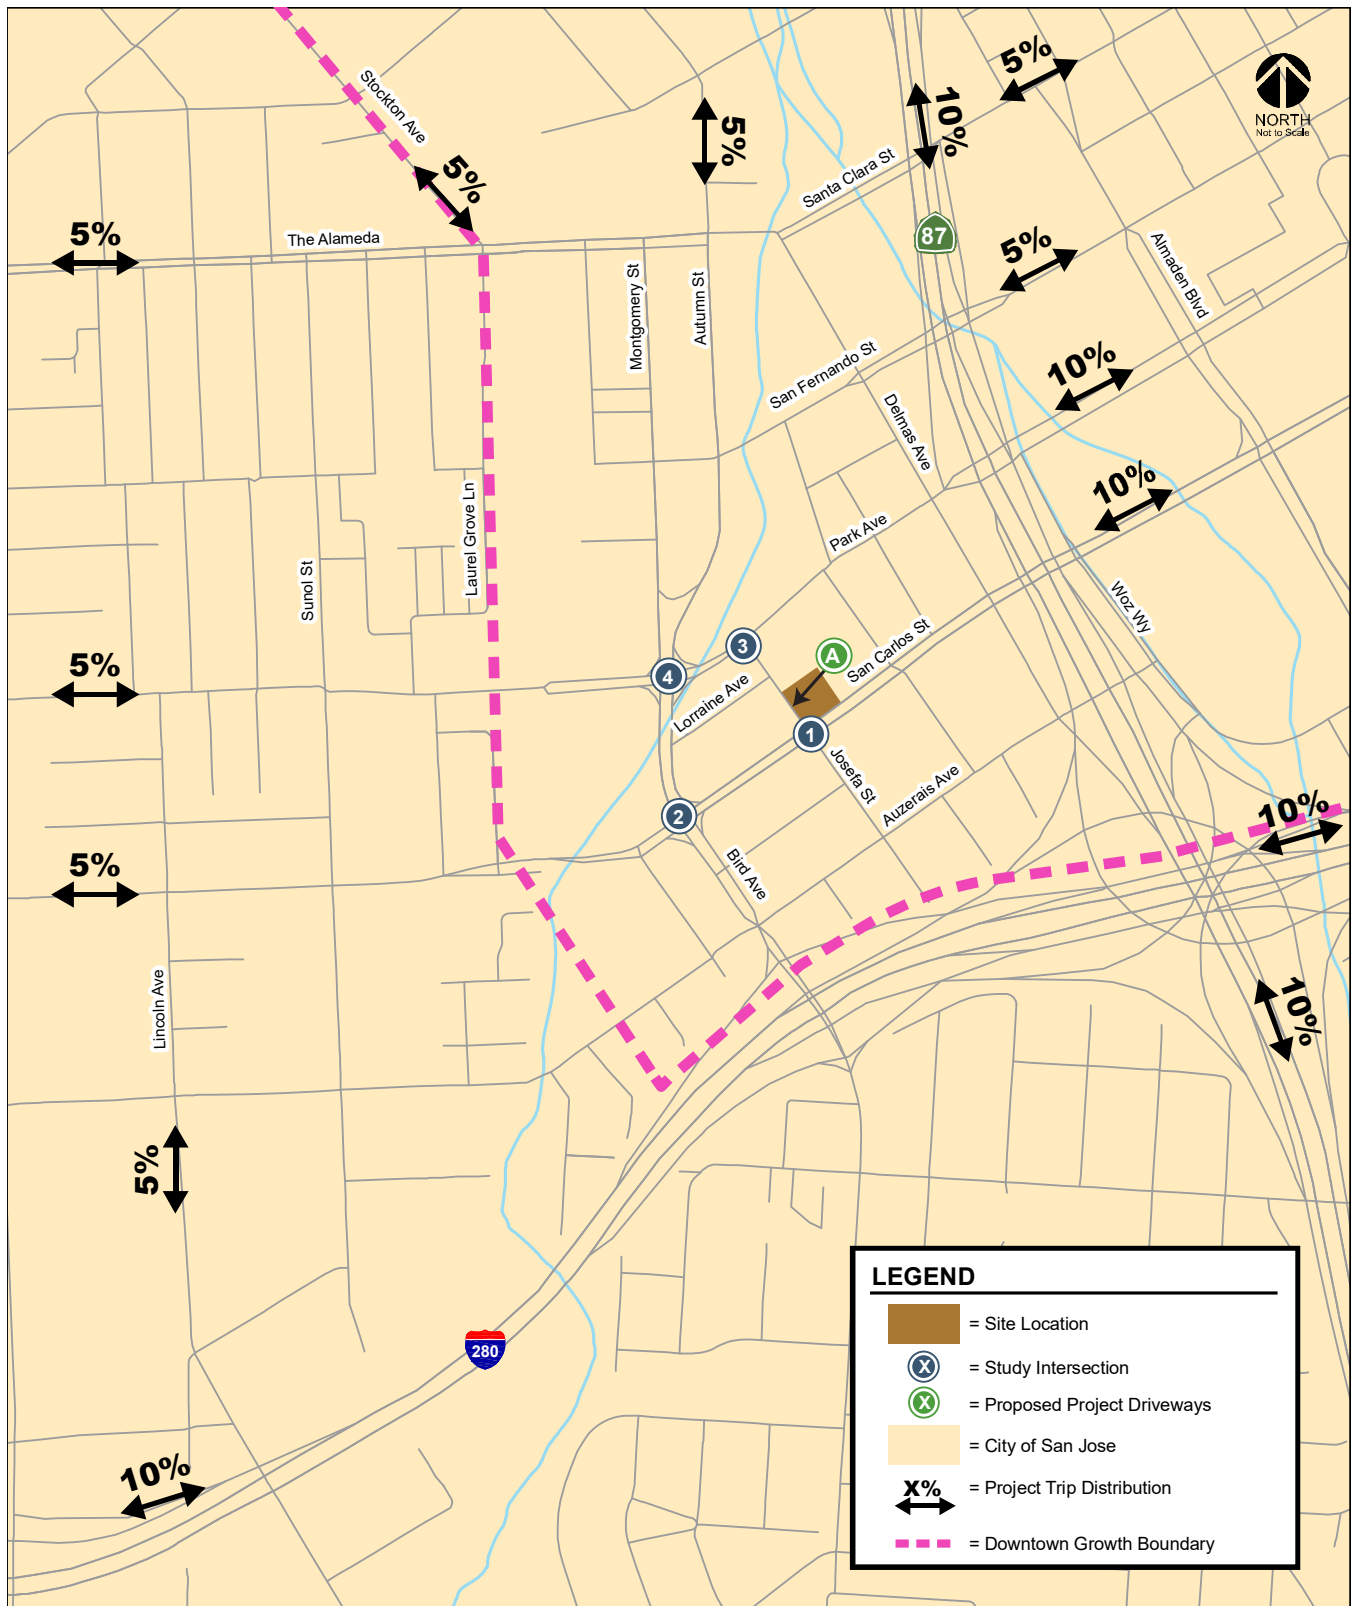 5%
10%
NORTH
Not to Scale
Stockton Ave
5%
5%
Santa Clara St
5%
The Alameda
87
5%
Almaden Blvd
Montgomery St
Autumn St
San Fernando St
10%
Delmas Ave
10%
Laurel Grove Ln
Park Ave
Sunol St
Woz Wy
3
A
San Carlos St
5%
4
Lorraine Ave
1
Josefa St
Auzerais Ave
10%
2
5%
Bird Ave
Lincoln Ave
10%
5%
280
10%
LEGEND
= Site Location
X = Study Intersection
X = Proposed Project Driveways
= City of San Jose
X% = Project Trip Distribution
= Downtown Growth Boundary